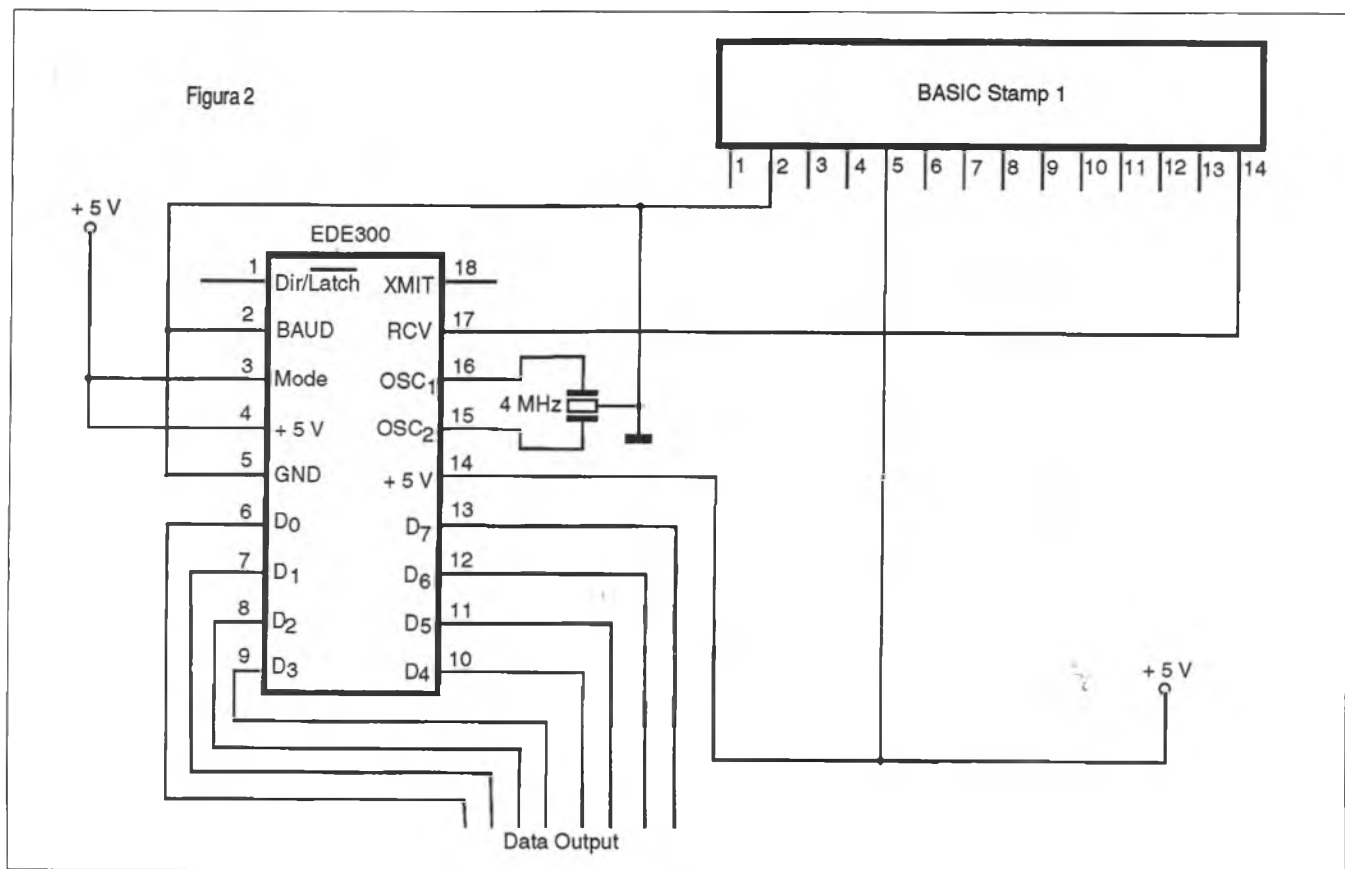 Figura 2
BASIC Stamp 1
1 2 3 4 5 6 7 8 9 10 11 12 13 14
+ 5 V
EDE300
1 Dir/Latch XMIT 18
2 BAUD RCV 17
3 Mode OSC1 16
4 MHz
4 + 5 V OSC2 15
5 GND + 5 V 14
6 D0 D7 13
7 D1 D6 12
8 D2 D5 11
9 D3 D4 10
+ 5 V
Data Output